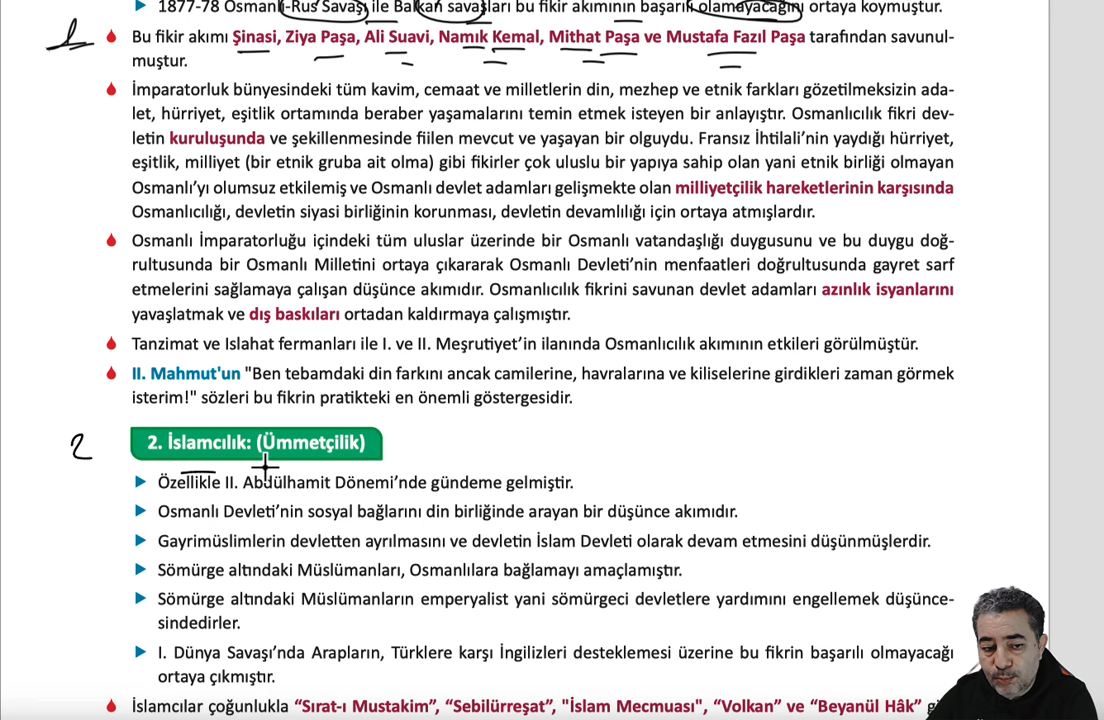 1877-78 Osmanlı-Rus Savaşı ile Balkan savaşları bu fikir akımının başarılı olamayacağını ortaya koymuştur.
1
Bu fikir akımı Şinasi, Ziya Paşa, Ali Suavi, Namık Kemal, Mithat Paşa ve Mustafa Fazıl Paşa tarafından savunul-
muştur.
İmparatorluk bünyesindeki tüm kavim, cemaat ve milletlerin din, mezhep ve etnik farkları gözetilmeksizin ada-
let, hürriyet, eşitlik ortamında beraber yaşamalarını temin etmek isteyen bir anlayıştır. Osmanlıcılık fikri dev-
letin kuruluşunda ve şekillenmesinde fiilen mevcut ve yaşayan bir olguydu. Fransız İhtilali’nin yaydığı hürriyet,
eşitlik, milliyet (bir etnik gruba ait olma) gibi fikirler çok uluslu bir yapıya sahip olan yani etnik birliği olmayan
Osmanlı’yı olumsuz etkilemiş ve Osmanlı devlet adamları gelişmekte olan milliyetçilik hareketlerinin karşısında
Osmanlıcılığı, devletin siyasi birliğinin korunması, devletin devamlılığı için ortaya atmışlardır.
Osmanlı İmparatorluğu içindeki tüm uluslar üzerinde bir Osmanlı vatandaşlığı duygusunu ve bu duygu doğ-
rultusunda bir Osmanlı Milletini ortaya çıkararak Osmanlı Devleti’nin menfaatleri doğrultusunda gayret sarf
etmelerini sağlamaya çalışan düşünce akımıdır. Osmanlıcılık fikrini savunan devlet adamları azınlık isyanlarını
yavaşlatmak ve dış baskıları ortadan kaldırmaya çalışmıştır.
Tanzimat ve Islahat fermanları ile I. ve II. Meşrutiyet’in ilanında Osmanlıcılık akımının etkileri görülmüştür.
II. Mahmut'un "Ben tebamdaki din farkını ancak camilerine, havralarına ve kiliselerine girdikleri zaman görmek
isterim!" sözleri bu fikrin pratikteki en önemli göstergesidir.
2 2. İslamcılık: (Ümmetçilik)
Özellikle II. Abdülhamit Dönemi’nde gündeme gelmiştir.
Osmanlı Devleti’nin sosyal bağlarını din birliğinde arayan bir düşünce akımıdır.
Gayrimüslimlerin devletten ayrılmasını ve devletin İslam Devleti olarak devam etmesini düşünmüşlerdir.
Sömürge altındaki Müslümanları, Osmanlılara bağlamayı amaçlamıştır.
Sömürge altındaki Müslümanların emperyalist yani sömürgeci devletlere yardımını engellemek düşünce-
sindedirler.
I. Dünya Savaşı’nda Arapların, Türklere karşı İngilizleri desteklemesi üzerine bu fikrin başarılı olmayacağı
ortaya çıkmıştır.
İslamcılar çoğunlukla “Sırat-ı Mustakim”, “Sebilürreşat”, "İslam Mecmuası", “Volkan” ve “Beyanül Hâk”